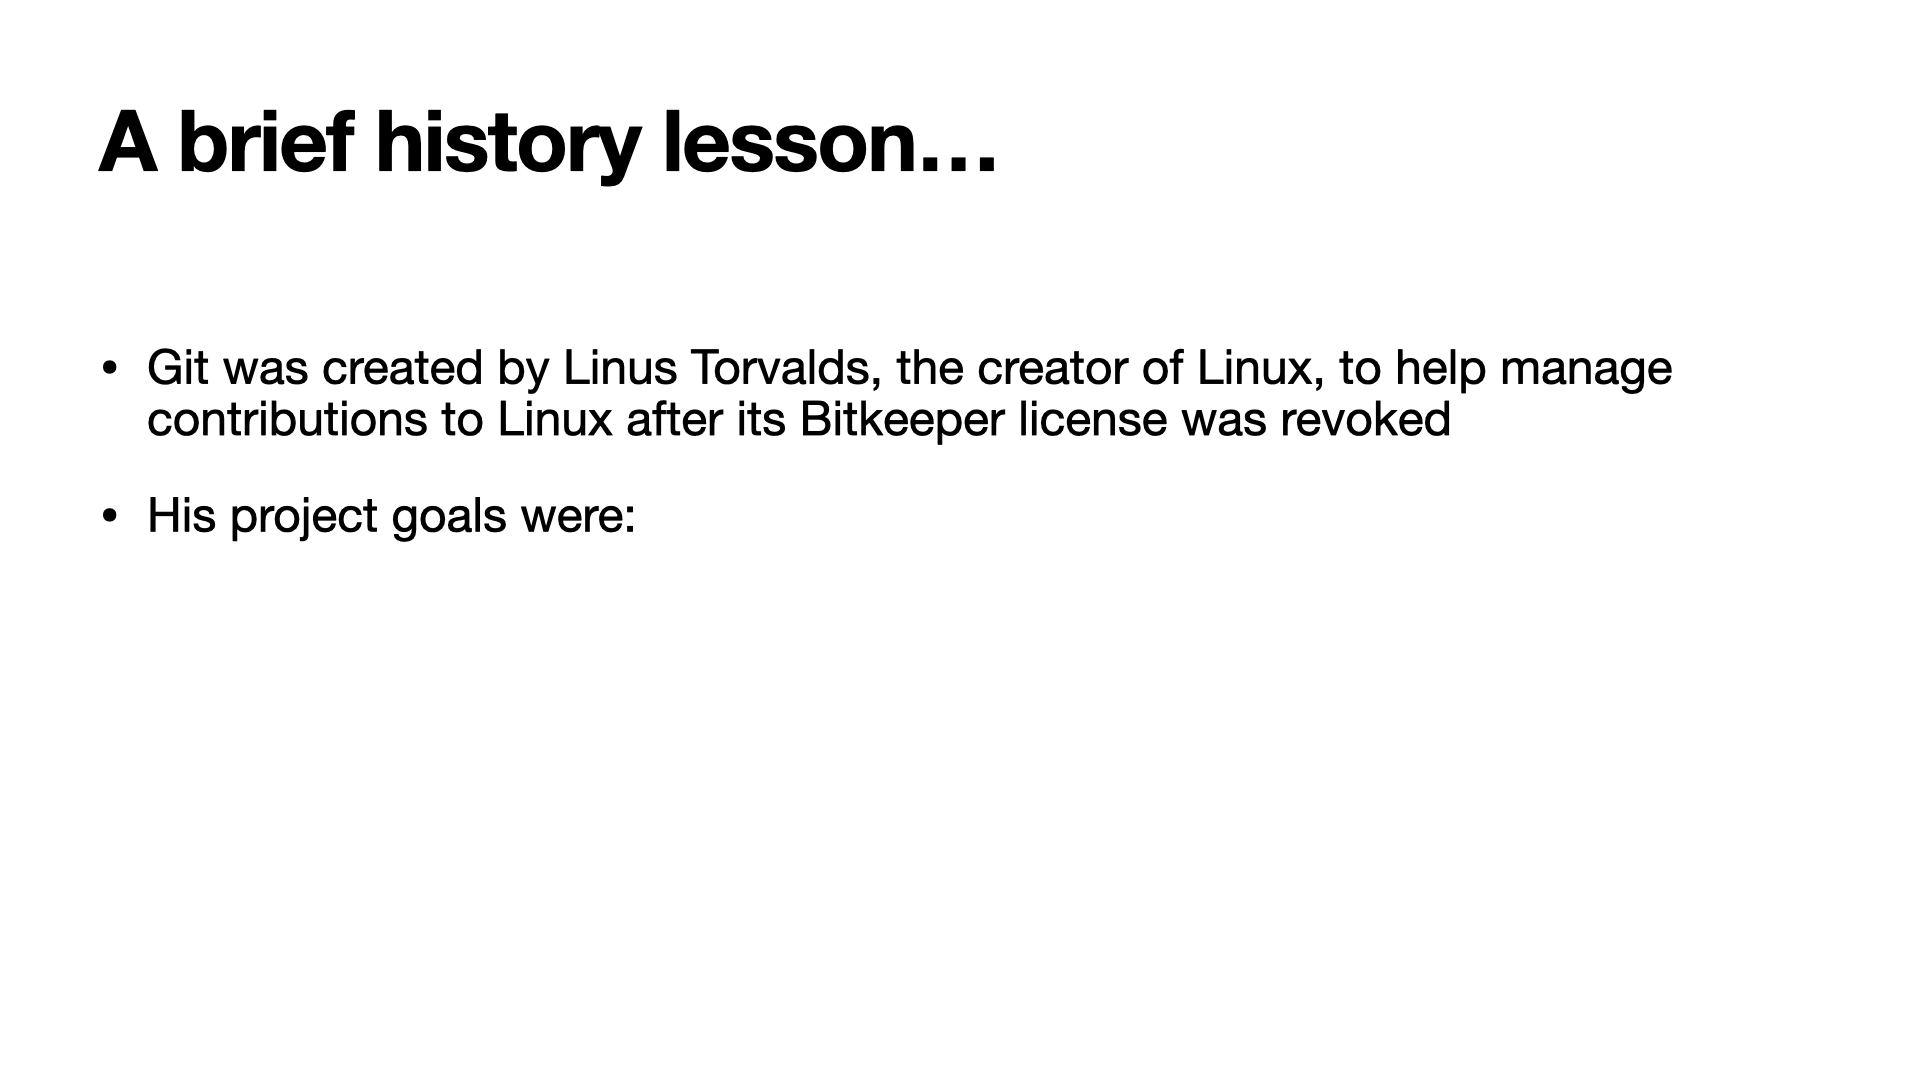 A brief history lesson…
• Git was created by Linus Torvalds, the creator of Linux, to help manage
contributions to Linux after its Bitkeeper license was revoked
• His project goals were: